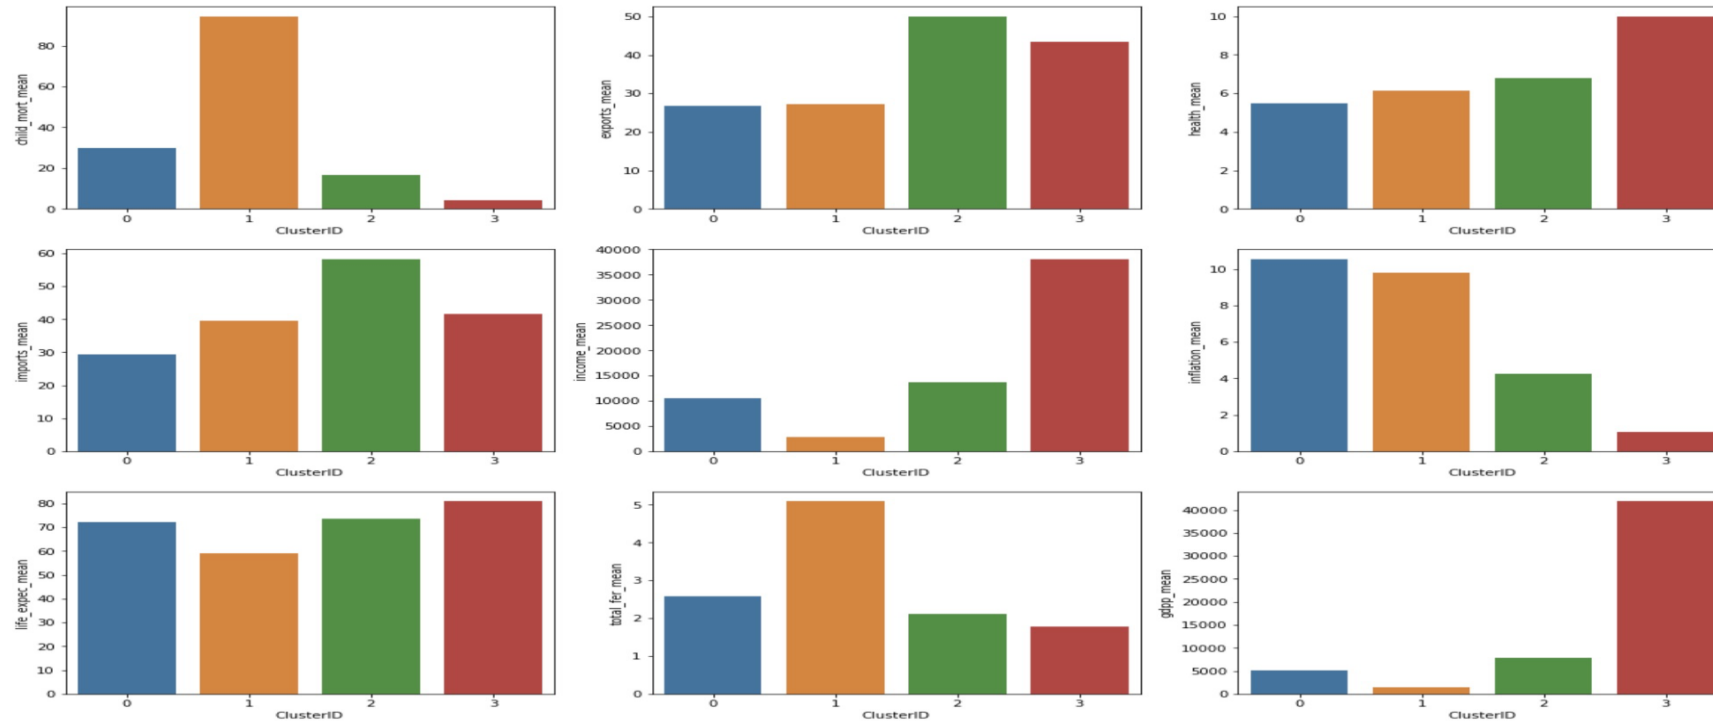 child_mort_mean
80
60
40
20
0
0 1 2 3
ClusterID
exports_mean
50
40
30
20
10
0
0 1 2 3
ClusterID
health_mean
10
8
6
4
2
0
0 1 2 3
ClusterID
imports_mean
60
50
40
30
20
10
0
0 1 2 3
ClusterID
income_mean
40000
35000
30000
25000
20000
15000
10000
5000
0
0 1 2 3
ClusterID
inflation_mean
10
8
6
4
2
0
0 1 2 3
ClusterID
life_expec_mean
80
70
60
50
40
30
20
10
0
0 1 2 3
ClusterID
total_fer_mean
5
4
3
2
1
0
0 1 2 3
ClusterID
gdpp_mean
40000
35000
30000
25000
20000
15000
10000
5000
0
0 1 2 3
ClusterID